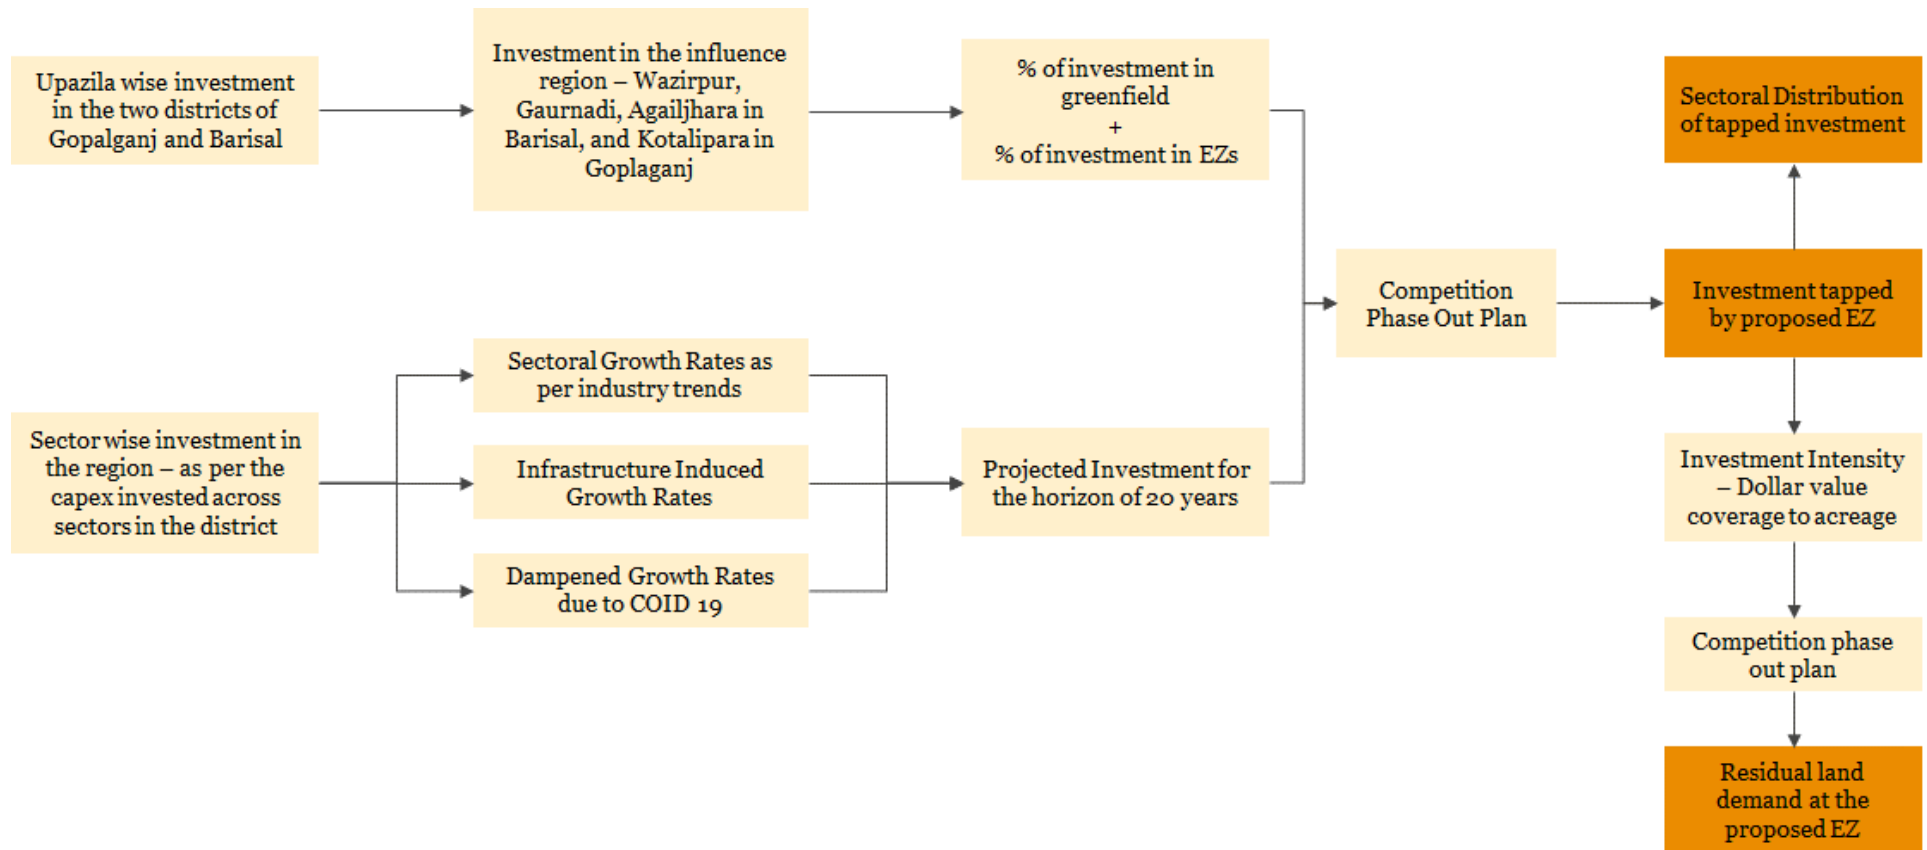 Upazila wise investment
in the two districts of
Gopalganj and Barisal
Investment in the influence
region – Wazirpur,
Gaurnadi, Agailjhara in
Barisal, and Kotalipara in
Goplaganj
% of investment in
greenfield
+
% of investment in EZs
Sectoral Distribution
of tapped investment
Competition
Phase Out Plan
Investment tapped
by proposed EZ
Sector wise investment in
the region – as per the
capex invested across
sectors in the district
Sectoral Growth Rates as
per industry trends
Infrastructure Induced
Growth Rates
Dampened Growth Rates
due to COID 19
Projected Investment for
the horizon of 20 years
Investment Intensity
– Dollar value
coverage to acreage
Competition phase
out plan
Residual land
demand at the
proposed EZ